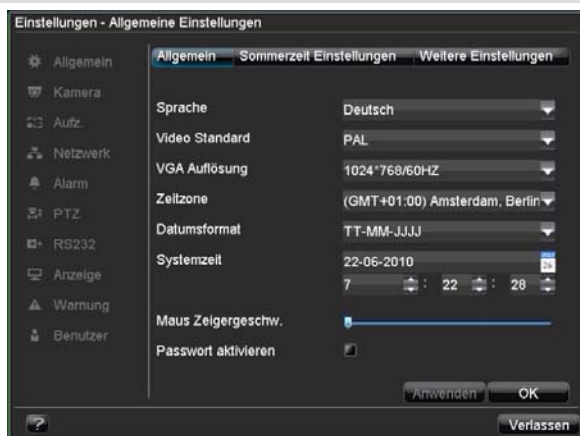 Einstellungen - Allgemeine Einstellungen
Allgemein
Kamera
Aufz.
Netzwerk
Alarm
PTZ
RS232
Anzeige
Warnung
Benutzer
Allgemein Sommerzeit Einstellungen Weitere Einstellungen
Sprache Deutsch
Video Standard PAL
VGA Auflösung 1024*768/60HZ
Zeitzone (GMT+01:00) Amsterdam, Berlin
Datumsformat TT-MM-JJJJ
Systemzeit 22-06-2010
26
7 : 22 : 28
Maus Zeigergeschw.
Passwort aktivieren
Anwenden OK
? Verlassen